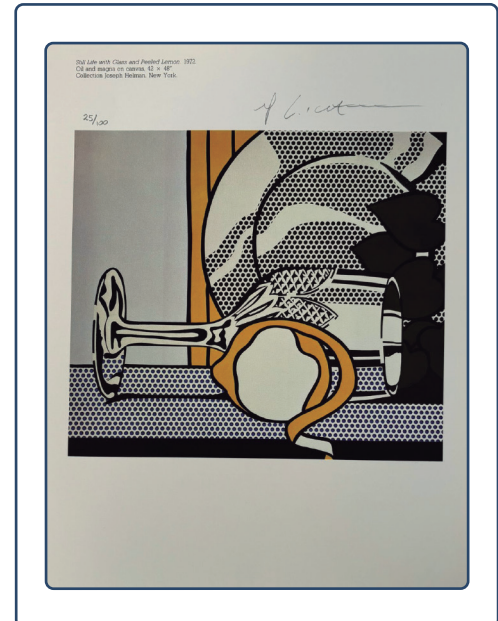 Still Life with Glass and Peeled Lemon. 1972.
Oil and magna on canvas, 42 × 48"
Collection Joseph Helman, New York.
25/100